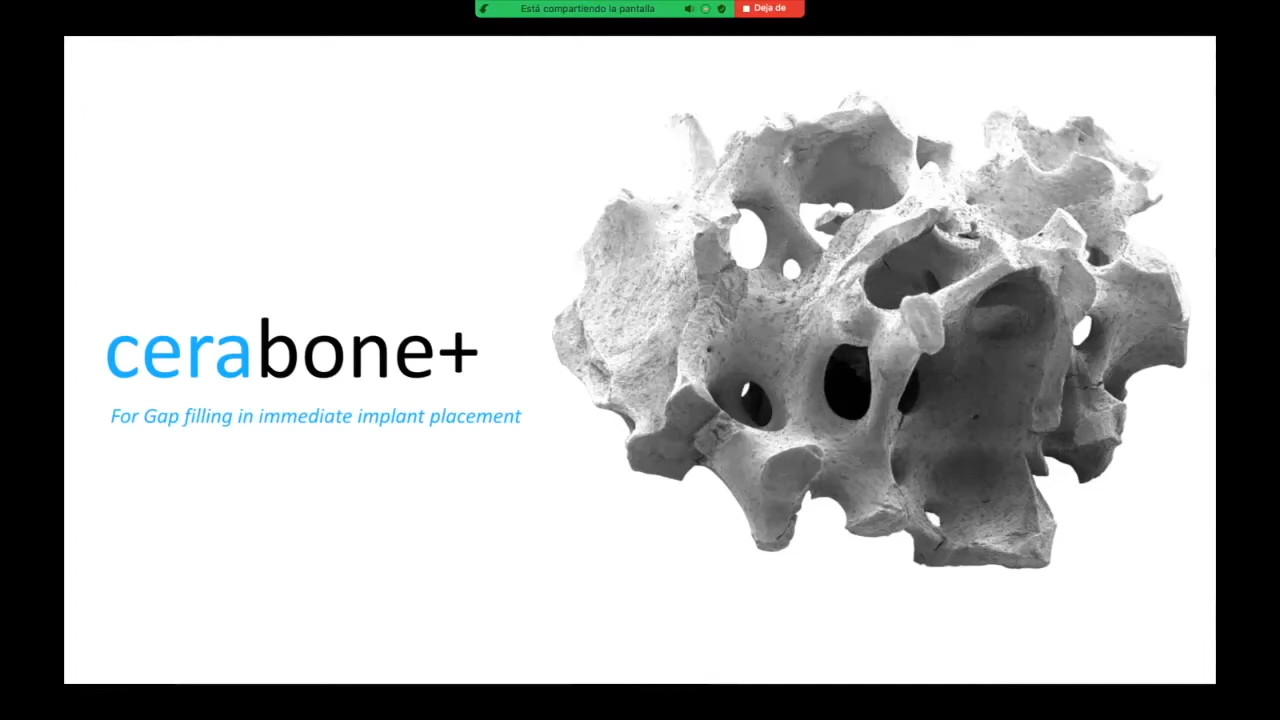 Está compartiendo la pantalla
Deja de
cerabone+
For Gap filling in immediate implant placement